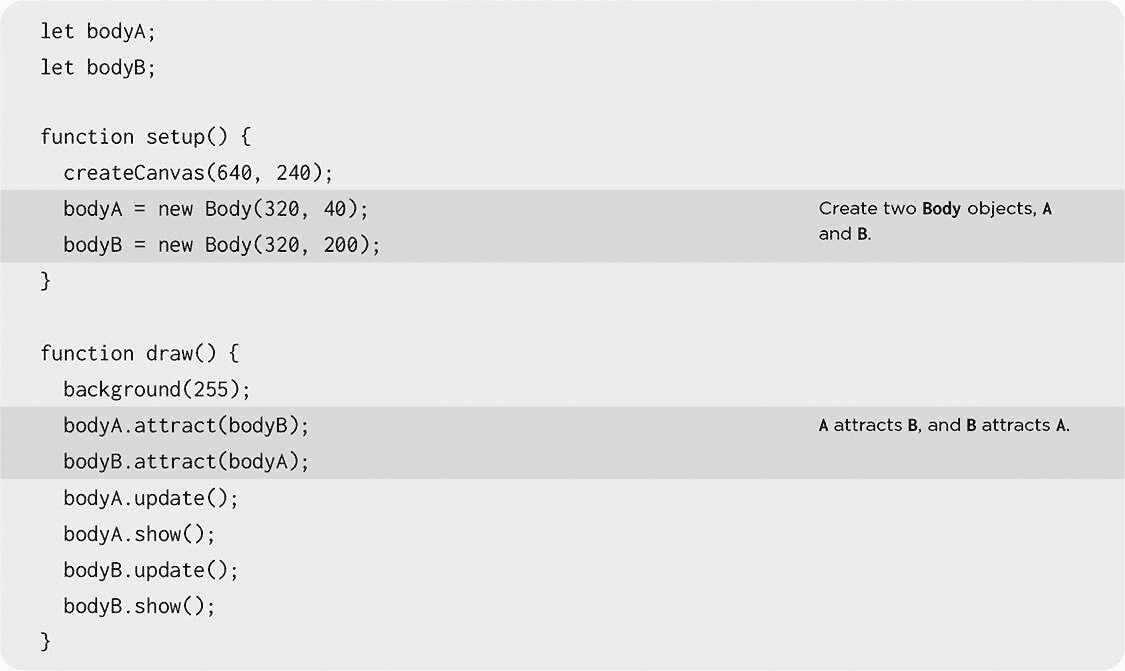 let bodyA;
let bodyB;
function setup() {
  createCanvas(640, 240);
  bodyA = new Body(320, 40);
  bodyB = new Body(320, 200);
Create two Body objects, A
and B.
}
function draw() {
  background(255);
  bodyA.attract(bodyB);
A attracts B, and B attracts A.
  bodyB.attract(bodyA);
  bodyA.update();
  bodyA.show();
  bodyB.update();
  bodyB.show();
}